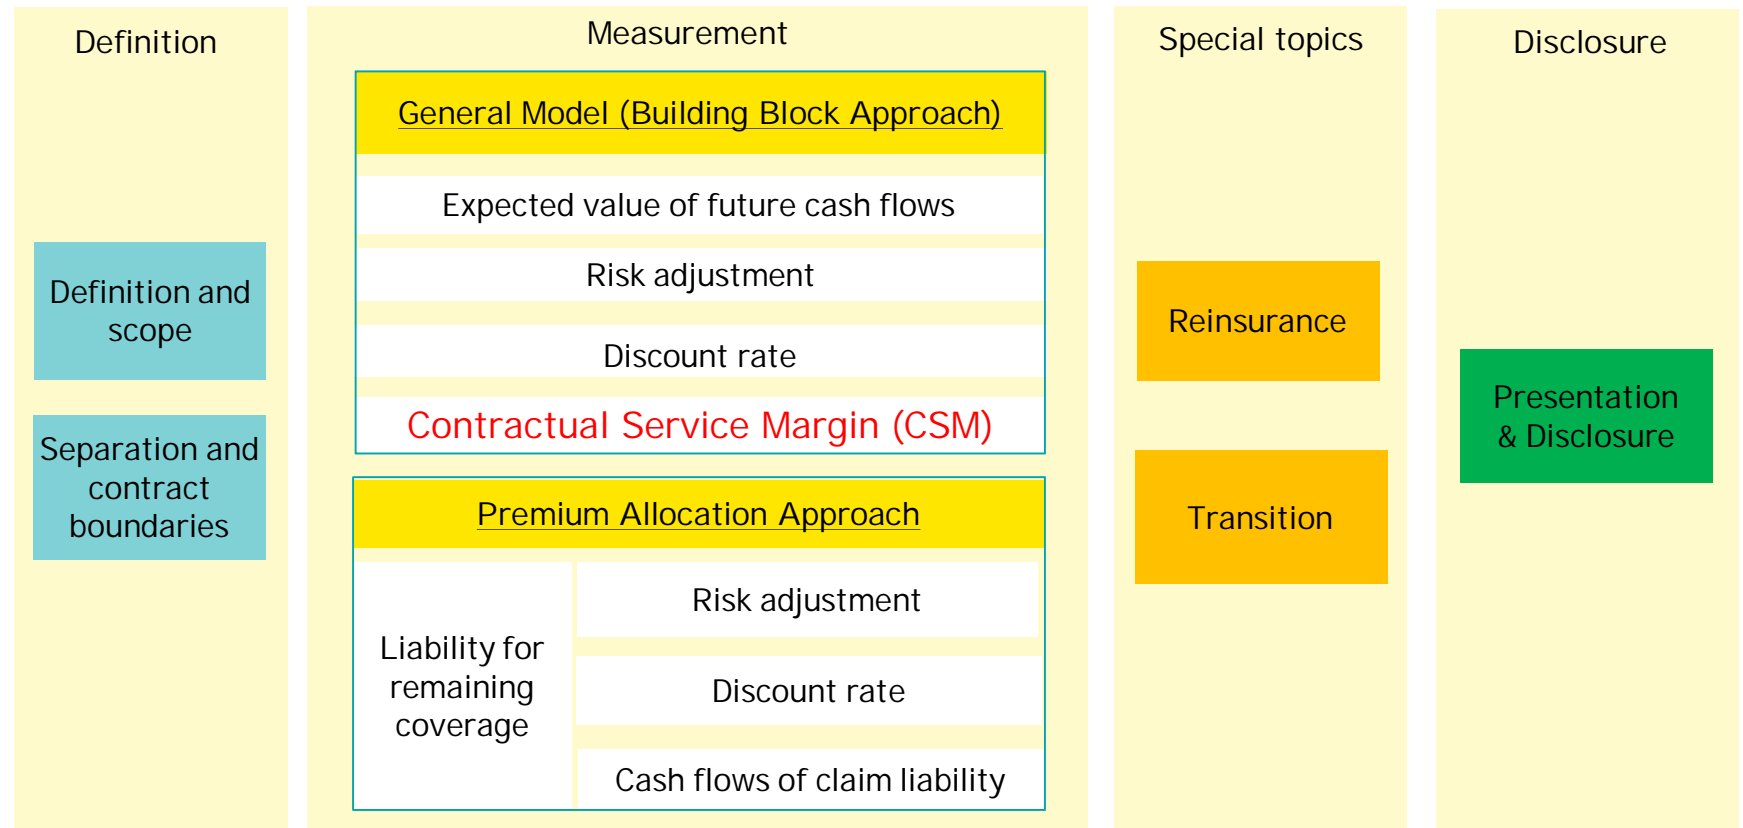 Definition
Definition and
scope
Separation and
contract
boundaries
Measurement
General Model (Building Block Approach)
Expected value of future cash flows
Risk adjustment
Discount rate
Contractual Service Margin (CSM)
Premium Allocation Approach
Liability for
remaining
coverage
Risk adjustment
Discount rate
Cash flows of claim liability
Special topics
Reinsurance
Transition
Disclosure
Presentation
& Disclosure